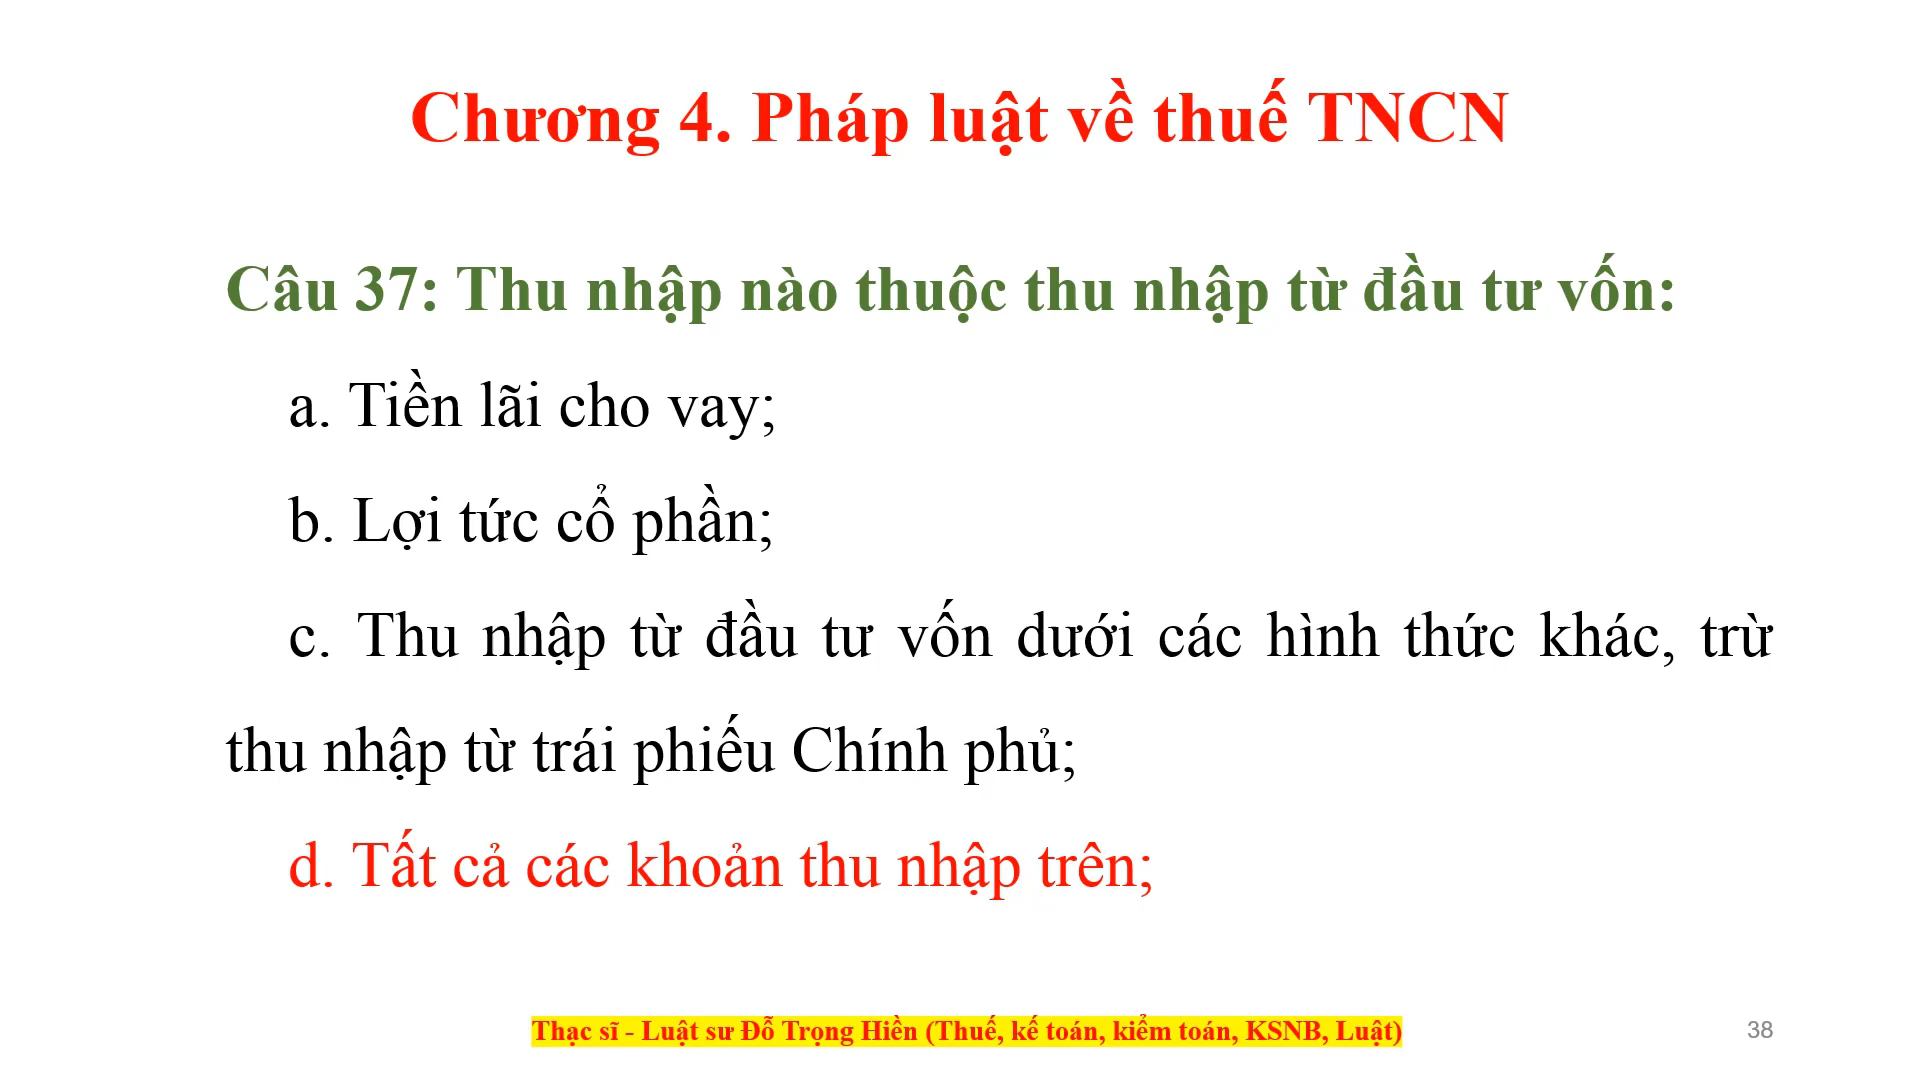 Chương 4. Pháp luật về thuế TNCN
Câu 37: Thu nhập nào thuộc thu nhập từ đầu tư vốn:
a. Tiền lãi cho vay;
b. Lợi tức cổ phần;
c. Thu nhập từ đầu tư vốn dưới các hình thức khác, trừ
thu nhập từ trái phiếu Chính phủ;
d. Tất cả các khoản thu nhập trên;
Thạc sĩ - Luật sư Đỗ Trọng Hiền (Thuế, kế toán, kiểm toán, KSNB, Luật)
38